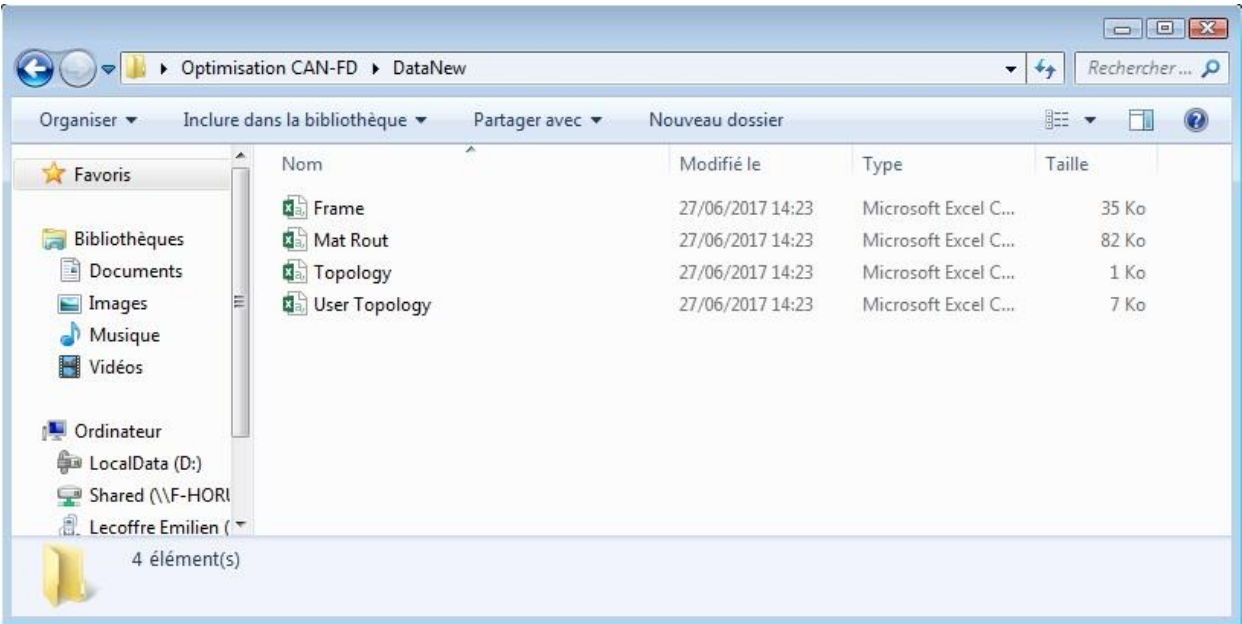 Optimisation CAN-FD DataNew
Rechercher ...
Organiser Inclure dans la bibliothèque Partager avec Nouveau dossier
Favoris
Bibliothèques
Documents
Images
Musique
Vidéos
Ordinateur
LocalData (D:)
Shared (\\F-HORU
Lecoffre Emilien (
Nom Modifié le Type Taille
Frame 27/06/2017 14:23 Microsoft Excel C... 35 Ko
Mat Rout 27/06/2017 14:23 Microsoft Excel C... 82 Ko
Topology 27/06/2017 14:23 Microsoft Excel C... 1 Ko
User Topology 27/06/2017 14:23 Microsoft Excel C... 7 Ko
4 élément(s)